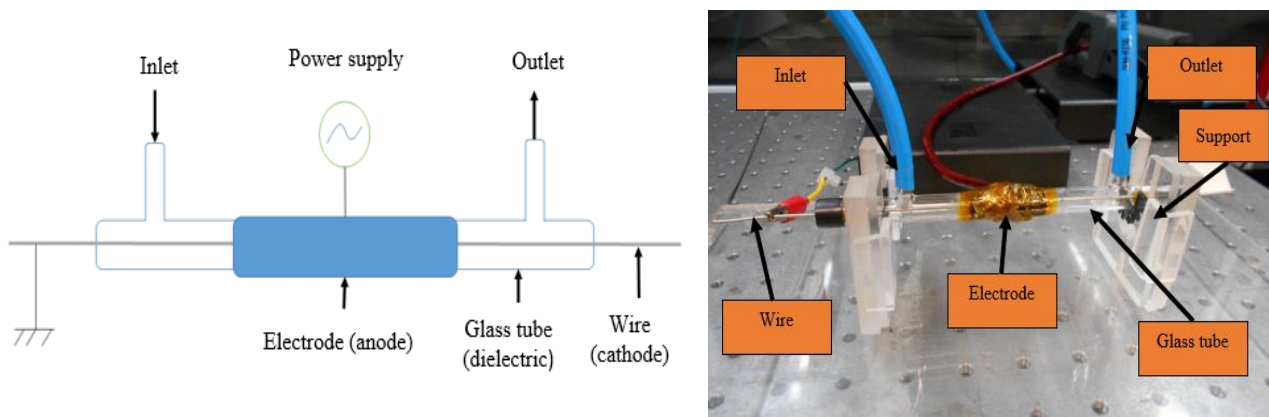 Inlet
Power supply
Outlet
Electrode (anode)
Glass tube
(dielectric)
Wire
(cathode)
Inlet
Outlet
Support
Electrode
Wire
Glass tube